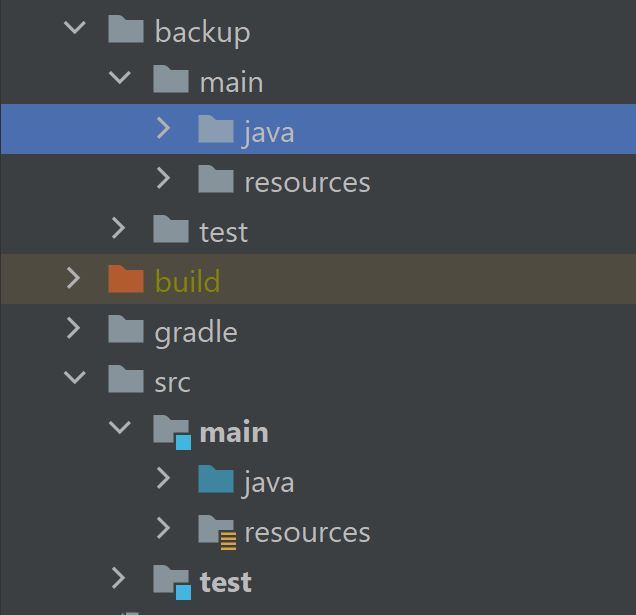 backup
main
java
resources
test
build
gradle
src
main
java
resources
test